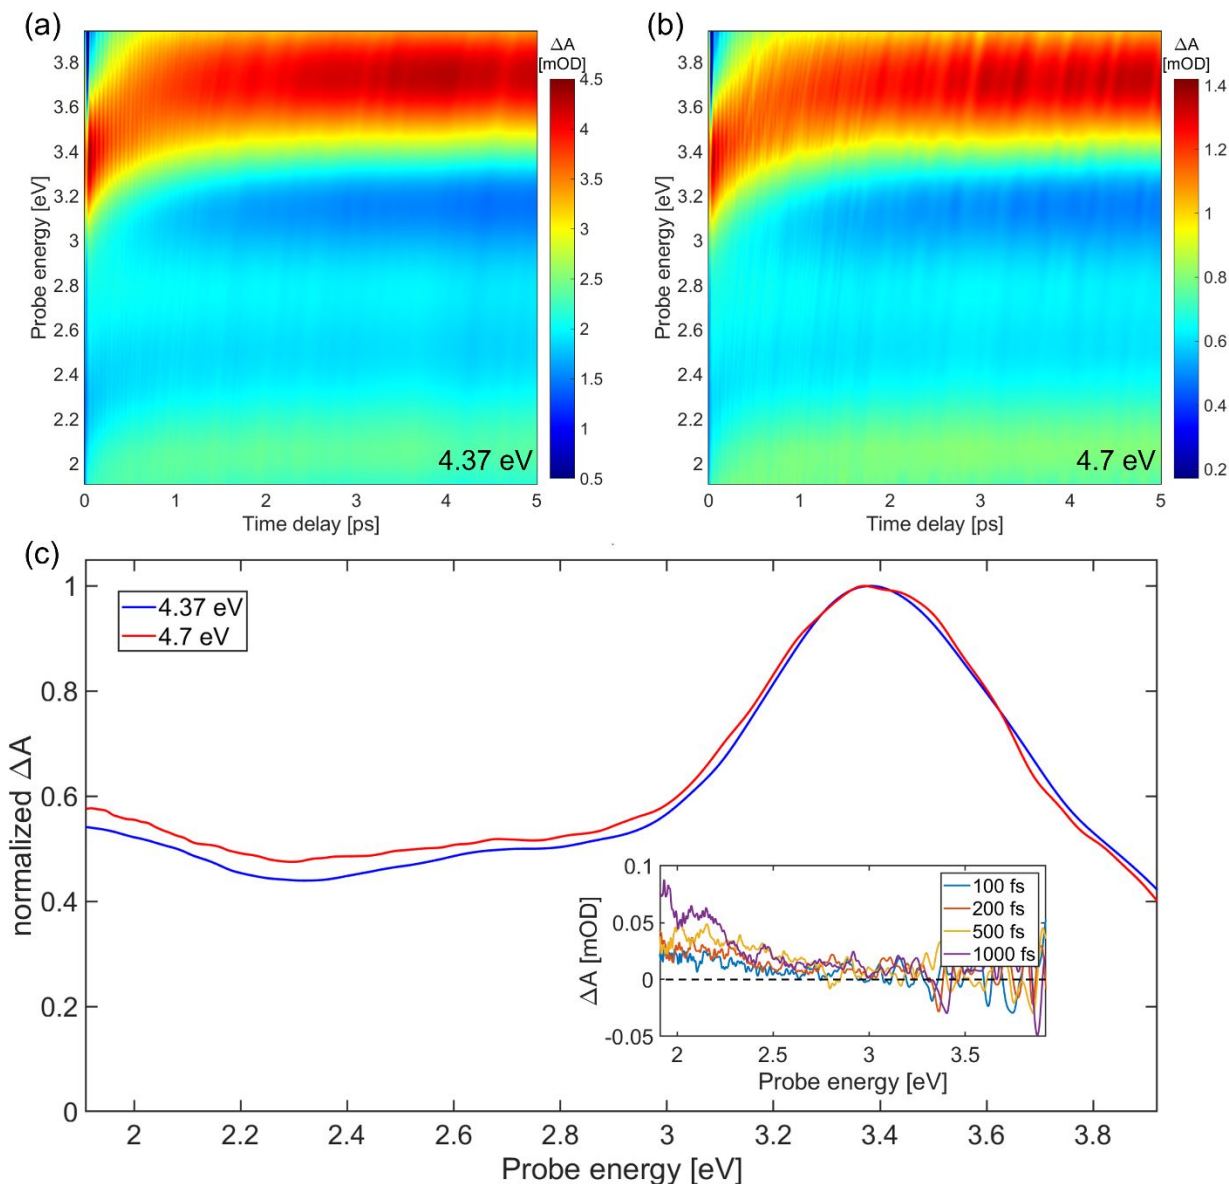 (a)
ΔA
[mOD]
3.8
3.6
3.4
3.2
3
2.8
2.6
2.4
2.2
2
Probe energy [eV]
4.37 eV
0 1 2 3 4 5
Time delay [ps]
4.5
4
3.5
3
2.5
2
1.5
1
0.5
(b)
ΔA
[mOD]
3.8
3.6
3.4
3.2
3
2.8
2.6
2.4
2.2
2
Probe energy [eV]
4.7 eV
0 1 2 3 4 5
Time delay [ps]
1.4
1.2
1
0.8
0.6
0.4
0.2
(c)
4.37 eV
4.7 eV
1
0.8
0.6
0.4
0.2
0
normalized ΔA
2 2.2 2.4 2.6 2.8 3 3.2 3.4 3.6 3.8
Probe energy [eV]
0.1
0.05
0
-0.05
ΔA [mOD]
100 fs
200 fs
500 fs
1000 fs
2 2.5 3 3.5
Probe energy [eV]